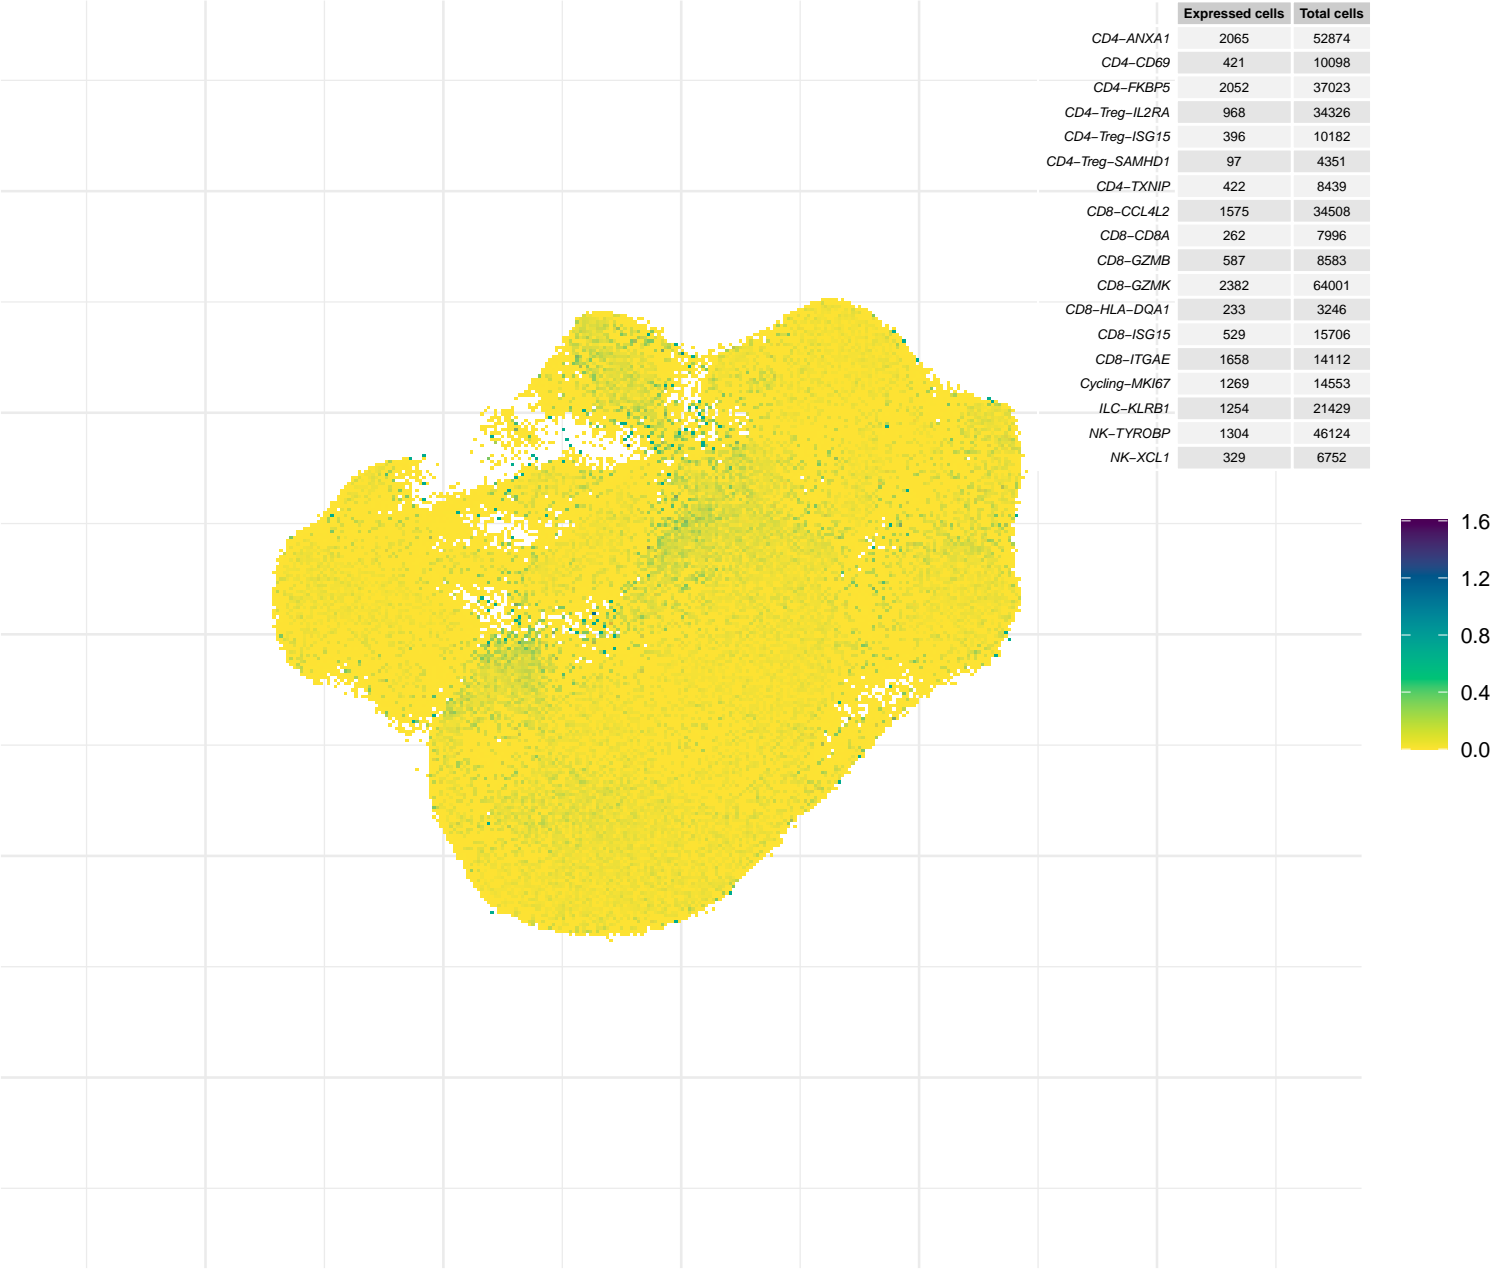 Expressed cells Total cells
CD4−ANXA1 2065 52874
CD4−CD69 421 10098
CD4−FKBP5 2052 37023
CD4−Treg−IL2RA 968 34326
CD4−Treg−ISG15 396 10182
CD4−Treg−SAMHD1 97 4351
CD4−TXNIP 422 8439
CD8−CCL4L2 1575 34508
CD8−CD8A 262 7996
CD8−GZMB 587 8583
CD8−GZMK 2382 64001
CD8−HLA−DQA1 233 3246
CD8−ISG15 529 15706
CD8−ITGAE 1658 14112
Cycling−MKI67 1269 14553
ILC−KLRB1 1254 21429
NK−TYROBP 1304 46124
NK−XCL1 329 6752
1.6
1.2
0.8
0.4
0.0